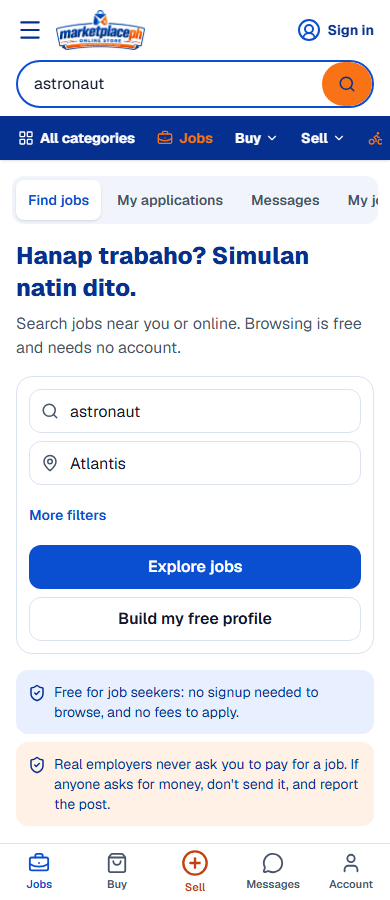 marketplaceph
ONLINE STORE
Sign in
astronaut
All categories
Jobs
Buy
Sell
Find jobs
My applications
Messages
My jo
Hanap trabaho? Simulan
natin dito.
Search jobs near you or online. Browsing is free
and needs no account.
astronaut
Atlantis
More filters
Explore jobs
Build my free profile
Free for job seekers: no signup needed to
browse, and no fees to apply.
Real employers never ask you to pay for a job. If
anyone asks for money, don't send it, and report
the post.
Jobs
Buy
Sell
Messages
Account